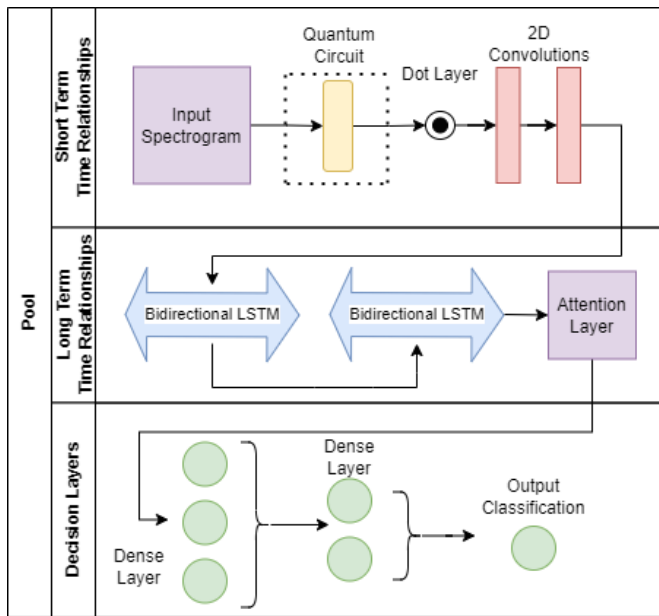 Pool
Short Term
Time Relationships
Input
Spectrogram
Quantum
Circuit
Dot Layer
2D
Convolutions
Long Term
Time Relationships
Bidirectional LSTM
Bidirectional LSTM
Attention
Layer
Decision Layers
Dense
Layer
Dense
Layer
Output
Classification